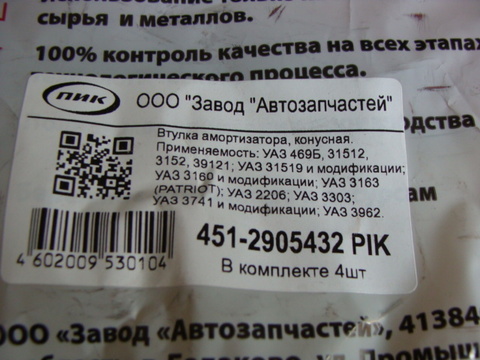 сырья и металлов.
100% контроль качества на всех этапах
технологического процесса.
ПИК
ООО "Завод "Автозапчастей"
Втулка амортизатора, конусная.
Применяемость: УАЗ 469Б, 31512,
3152, 39121; УАЗ 31519 и модификации;
УАЗ 3160 и модификации; УАЗ 3163
(PATRIOT); УАЗ 2206; УАЗ 3303;
УАЗ 3741 и модификации; УАЗ 3962.
451-2905432 PIK
В комплекте 4шт
4 602009 530104
ООО «Завод «Автозапчастей», 41384